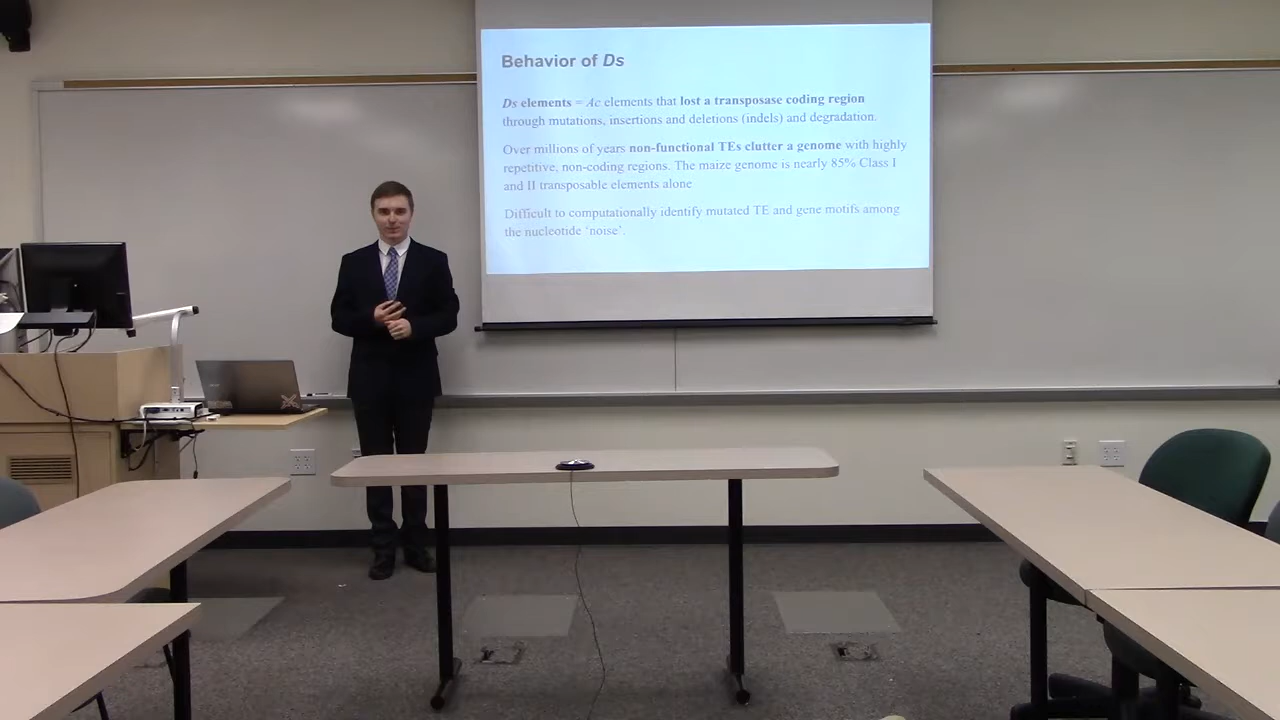 Behavior of Ds
Ds elements = Ac elements that lost a transposase coding region
through mutations, insertions and deletions (indels) and degradation.
Over millions of years non-functional TEs clutter a genome with highly
repetitive, non-coding regions. The maize genome is nearly 85% Class I
and II transposable elements alone
Difficult to computationally identify mutated TE and gene motifs among
the nucleotide ‘noise’.